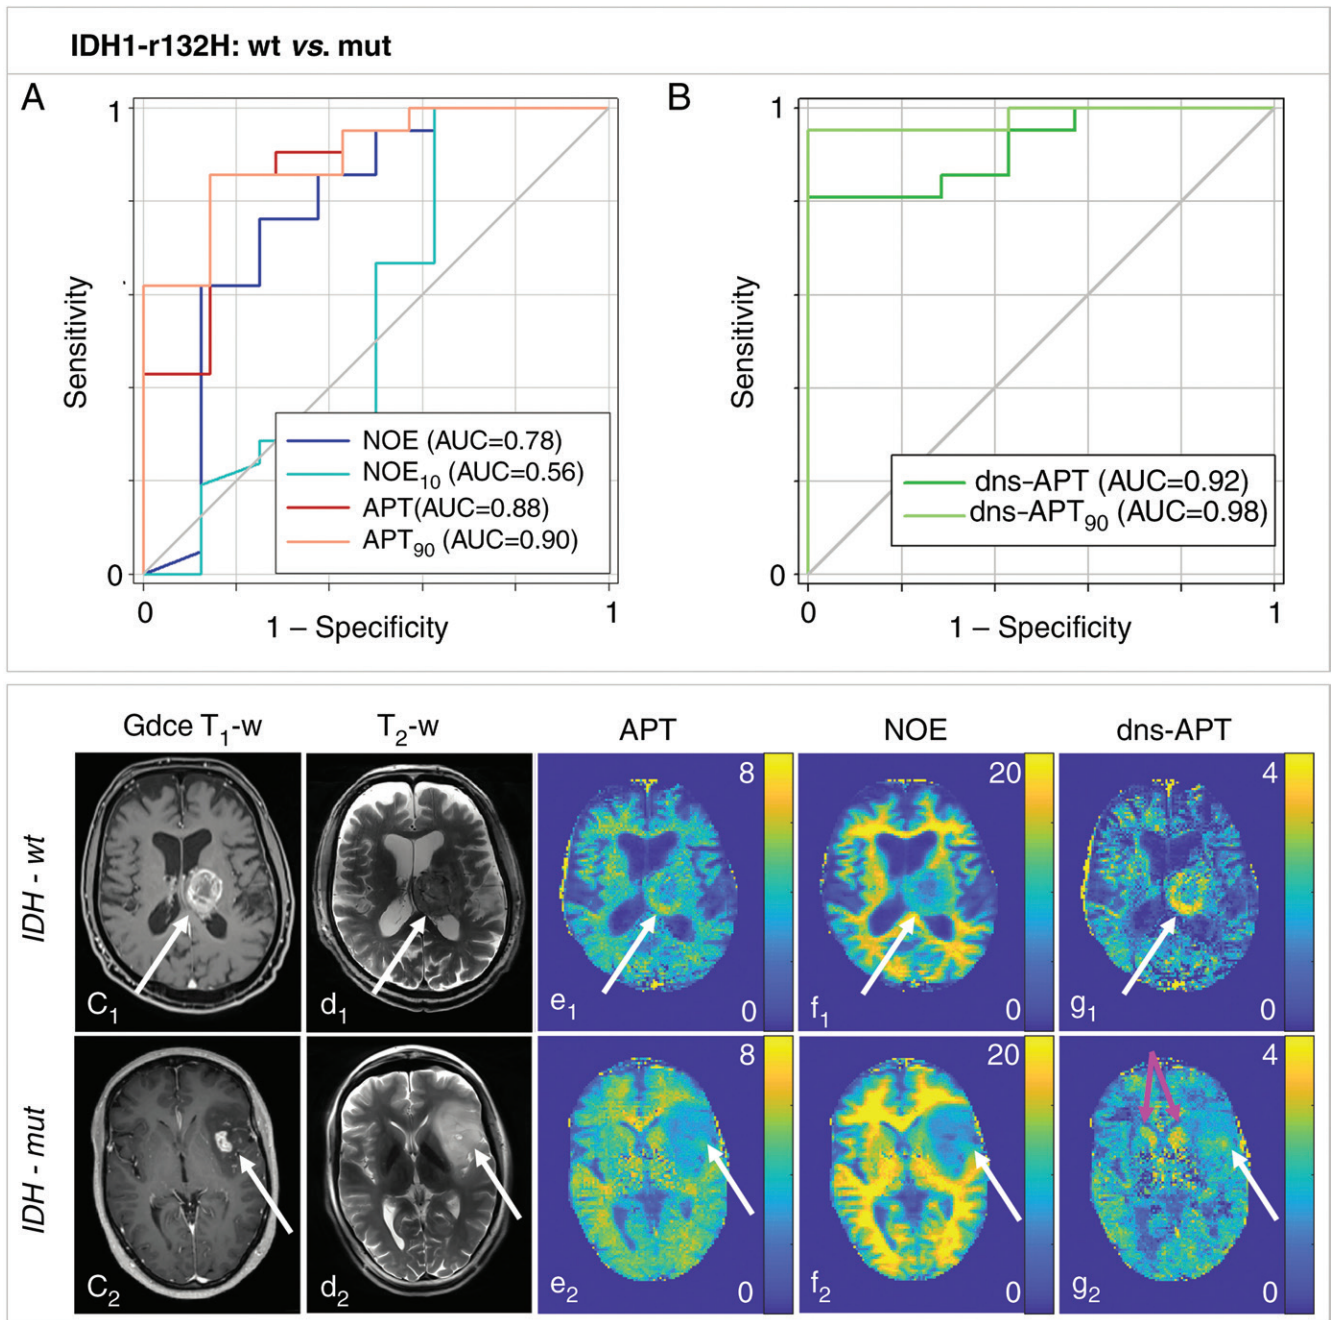 IDH1-r132H: wt vs. mut
A
B
1
Sensitivity
NOE (AUC=0.78)
NOE10 (AUC=0.56)
APT(AUC=0.88)
APT90 (AUC=0.90)
0
0
1
1 – Specificity
1
Sensitivity
dns-APT (AUC=0.92)
dns-APT90 (AUC=0.98)
0
0
1
1 – Specificity
Gdce T1-w
T2-w
APT
NOE
dns-APT
IDH - wt
8
20
4
C1
d1
e1
0
f1
0
g1
0
IDH - mut
8
20
4
C2
d2
e2
0
f2
0
g2
0